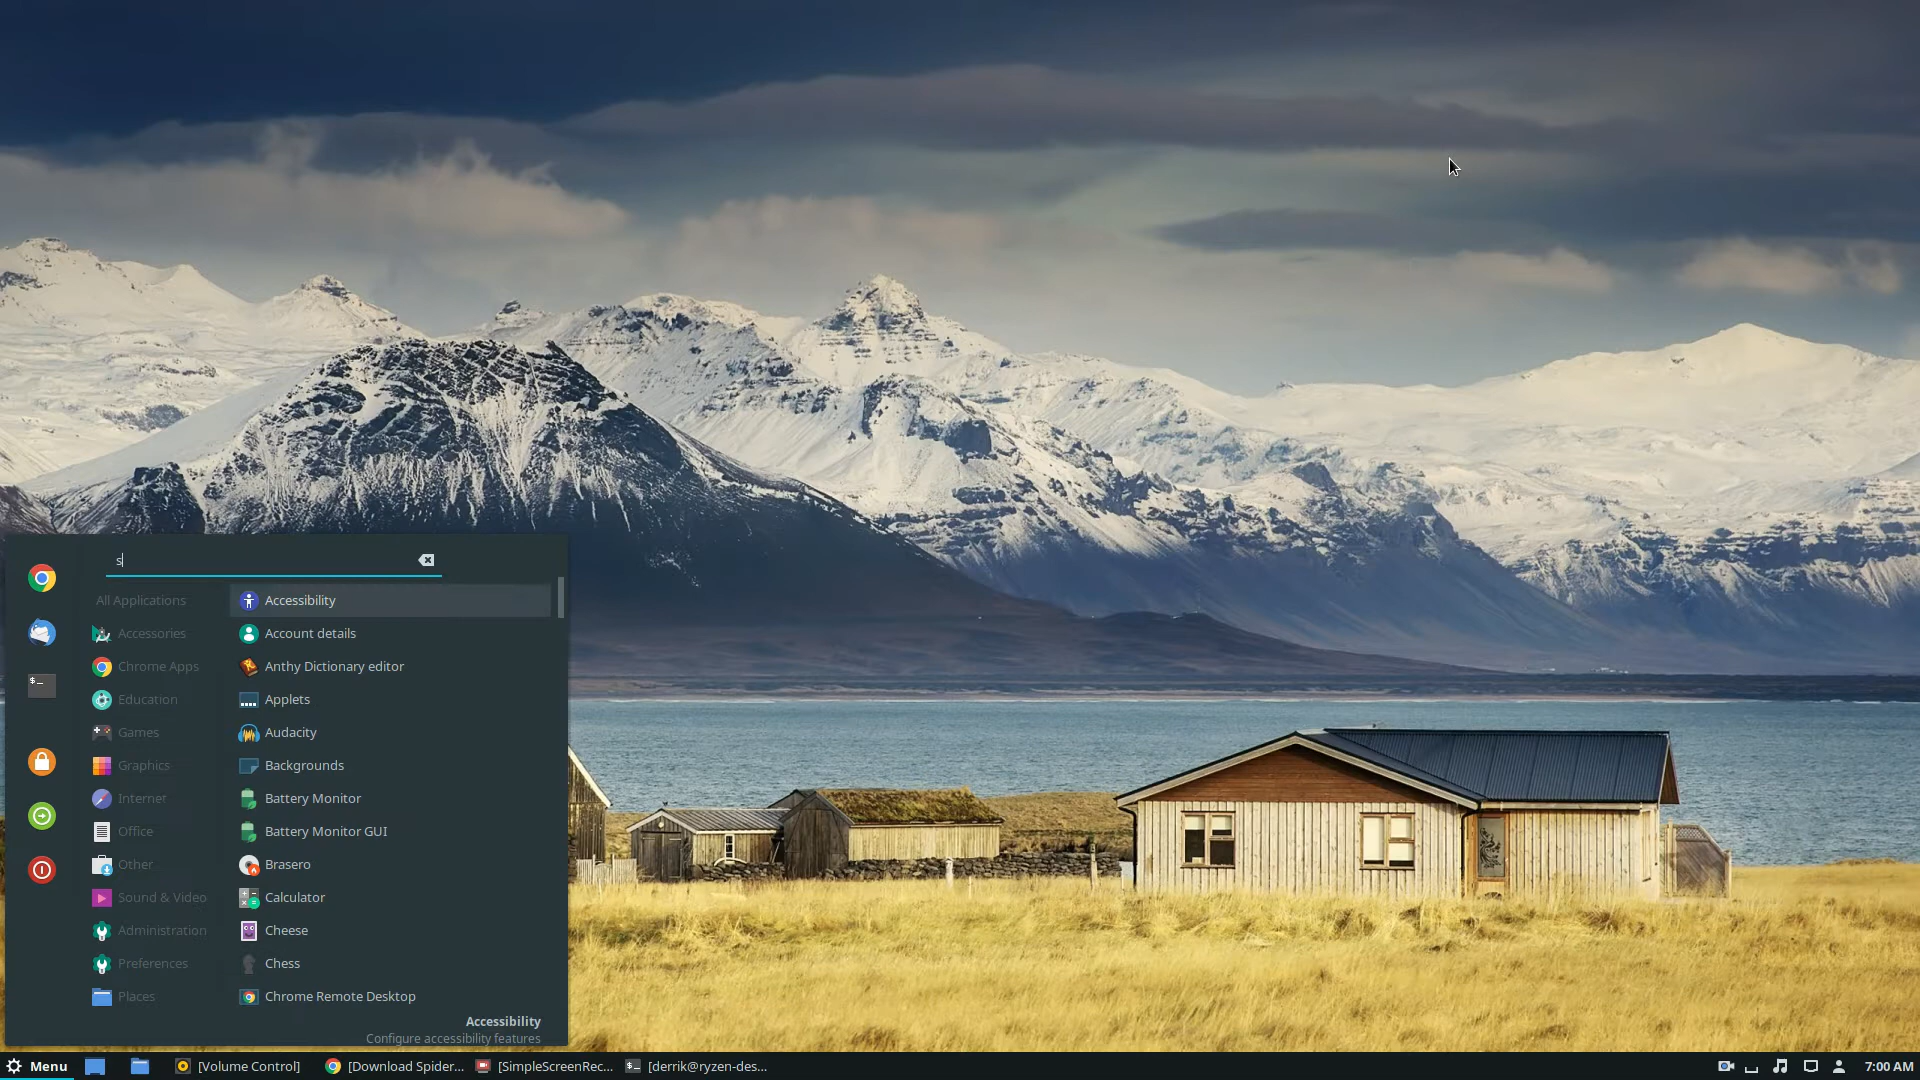 s
All Applications
Accessories
Chrome Apps
Education
Games
Graphics
Internet
Office
Other
Sound & Video
Administration
Preferences
Places
Accessibility
Account details
Anthy Dictionary editor
Applets
Audacity
Backgrounds
Battery Monitor
Battery Monitor GUI
Brasero
Calculator
Cheese
Chess
Chrome Remote Desktop
Accessibility
Configure accessibility features
Menu [Volume Control] [Download Spider... [SimpleScreenRec... $_ [derrik@ryzen-des... 7:00 AM